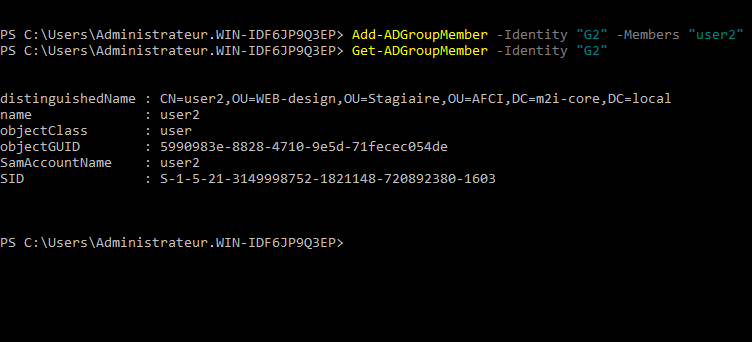 PS C:\Users\Administrateur.WIN-IDF6JP9Q3EP> Add-ADGroupMember -Identity "G2" -Members "user2"
PS C:\Users\Administrateur.WIN-IDF6JP9Q3EP> Get-ADGroupMember -Identity "G2"
distinguishedName : CN=user2,OU=WEB-design,OU=Stagiaire,OU=AFCI,DC=m2i-core,DC=local
name : user2
objectClass : user
objectGUID : 5990983e-8828-4710-9e5d-71fecec054de
SamAccountName : user2
SID : S-1-5-21-3149998752-1821148-720892380-1603
PS C:\Users\Administrateur.WIN-IDF6JP9Q3EP>